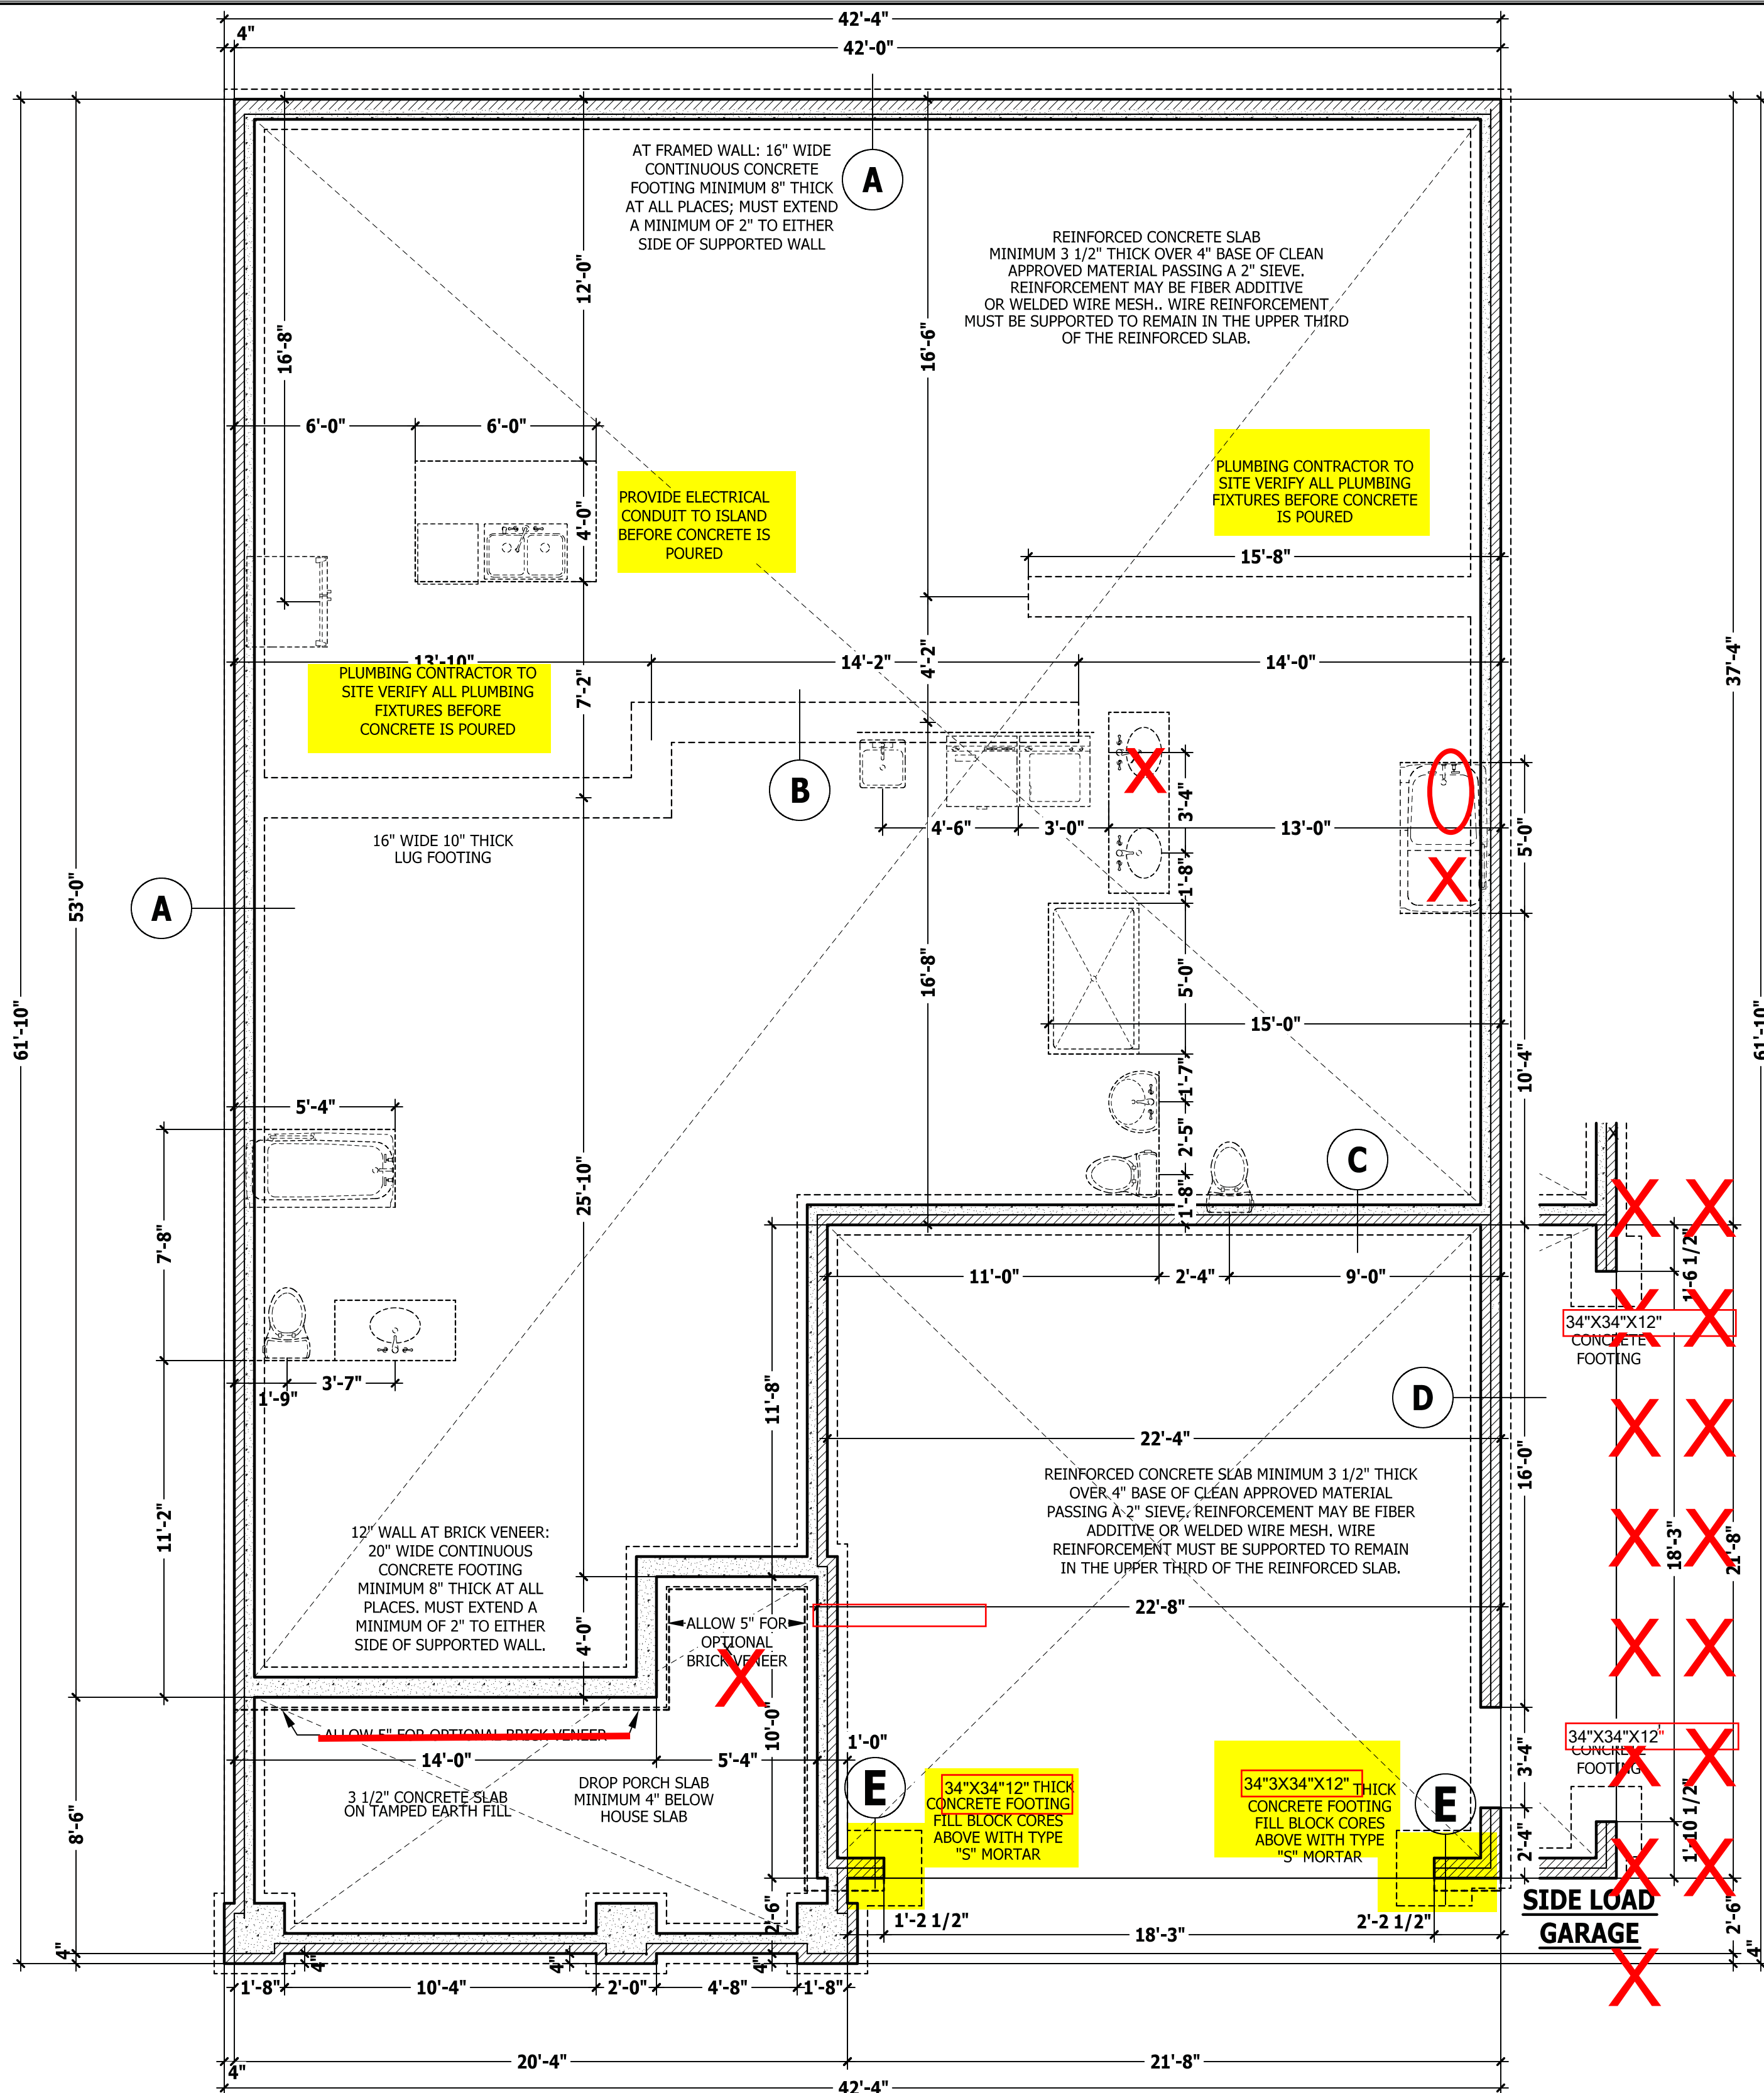 42'-4"
4"
42'-0"
AT FRAMED WALL: 16" WIDE
CONTINUOUS CONCRETE
FOOTING MINIMUM 8" THICK
AT ALL PLACES; MUST EXTEND
A MINIMUM OF 2" TO EITHER
SIDE OF SUPPORTED WALL
A
REINFORCED CONCRETE SLAB
MINIMUM 3 1/2" THICK OVER 4" BASE OF CLEAN
APPROVED MATERIAL PASSING A 2" SIEVE.
REINFORCEMENT MAY BE FIBER ADDITIVE
OR WELDED WIRE MESH.. WIRE REINFORCEMENT
MUST BE SUPPORTED TO REMAIN IN THE UPPER THIRD
OF THE REINFORCED SLAB.
12'-0"
16'-8"
16'-6"
6'-0"
6'-0"
4'-0"
PROVIDE ELECTRICAL
CONDUIT TO ISLAND
BEFORE CONCRETE IS
POURED
PLUMBING CONTRACTOR TO
SITE VERIFY ALL PLUMBING
FIXTURES BEFORE CONCRETE
IS POURED
15'-8"
13'-10"
14'-2"
4'-2"
14'-0"
37'-4"
7'-2"
PLUMBING CONTRACTOR TO
SITE VERIFY ALL PLUMBING
FIXTURES BEFORE
CONCRETE IS POURED
B
X
3'-4"
4'-6"
3'-0"
13'-0"
5'-0"
16" WIDE 10" THICK
LUG FOOTING
1'-8"
X
A
53'-0"
61'-10"
16'-8"
5'-0"
15'-0"
61'-10"
10'-4"
1'-7"
5'-4"
2'-5"
C
25'-10"
1'-8"
7'-8"
X X
11'-0"
2'-4"
9'-0"
1'-6 1/2"
X X
34"X34"X12"
CONCRETE
FOOTING
3'-7"
1'-9"
11'-8"
D
X X
22'-4"
16'-0"
REINFORCED CONCRETE SLAB MINIMUM 3 1/2" THICK
OVER 4" BASE OF CLEAN APPROVED MATERIAL
PASSING A 2" SIEVE. REINFORCEMENT MAY BE FIBER
ADDITIVE OR WELDED WIRE MESH. WIRE
REINFORCEMENT MUST BE SUPPORTED TO REMAIN
IN THE UPPER THIRD OF THE REINFORCED SLAB.
11'-2"
12" WALL AT BRICK VENEER:
20" WIDE CONTINUOUS
CONCRETE FOOTING
MINIMUM 8" THICK AT ALL
PLACES. MUST EXTEND A
MINIMUM OF 2" TO EITHER
SIDE OF SUPPORTED WALL.
X X
18'-3"
21'-8"
22'-8"
4'-0"
ALLOW 5" FOR
OPTIONAL
BRICK VENEER
X
X X
ALLOW 5" FOR OPTIONAL BRICK VENEER
10'-0"
34"X34"X12"
CONCRETE
FOOTING
X X
14'-0"
5'-4"
1'-0"
3'-4"
3 1/2" CONCRETE SLAB
ON TAMPED EARTH FILL
DROP PORCH SLAB
MINIMUM 4" BELOW
HOUSE SLAB
E
34"X34"12" THICK
CONCRETE FOOTING
FILL BLOCK CORES
ABOVE WITH TYPE
"S" MORTAR
34"3X34"X12" THICK
CONCRETE FOOTING
FILL BLOCK CORES
ABOVE WITH TYPE
"S" MORTAR
E
8'-6"
2'-4"
1'-10 1/2"
X X
SIDE LOAD
GARAGE
2'-6"
1'-2 1/2"
18'-3"
2'-2 1/2"
2'-6"
X
4"
4"
4"
4"
4"
1'-8"
10'-4"
2'-0"
4'-8"
1'-8"
20'-4"
21'-8"
4"
42'-4"